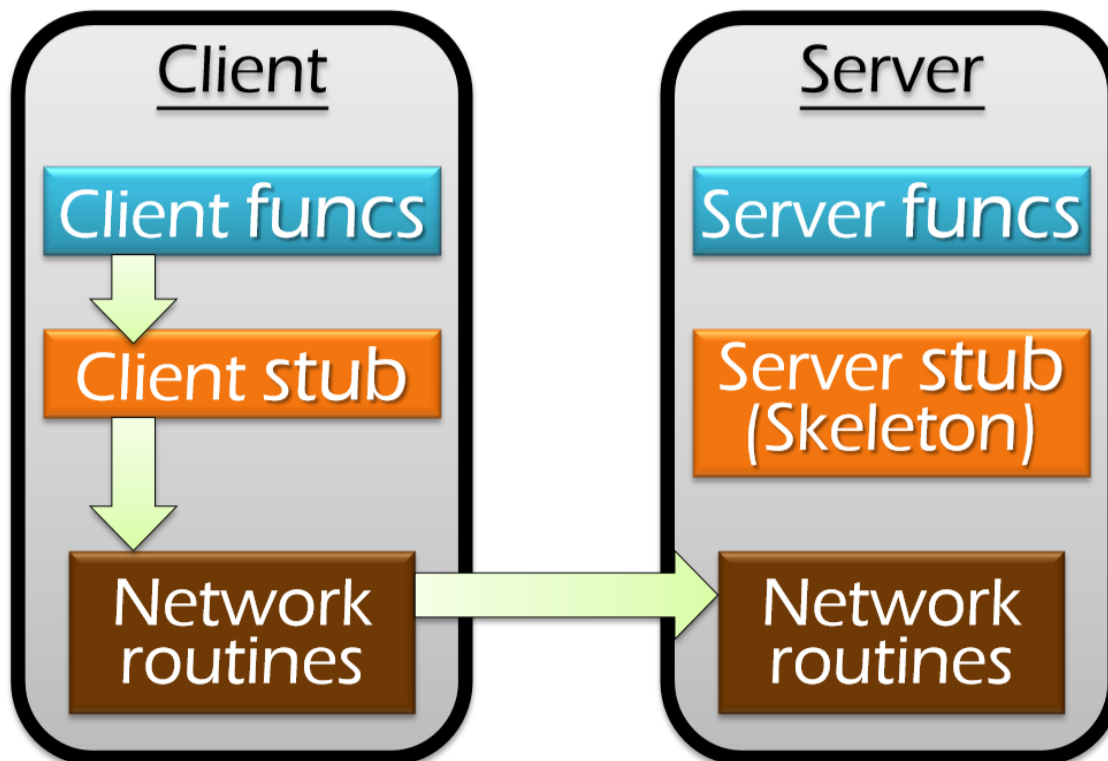 Client
Client funcs
Client stub
Network
routines
Server
Server funcs
Server stub
(Skeleton)
Network
routines